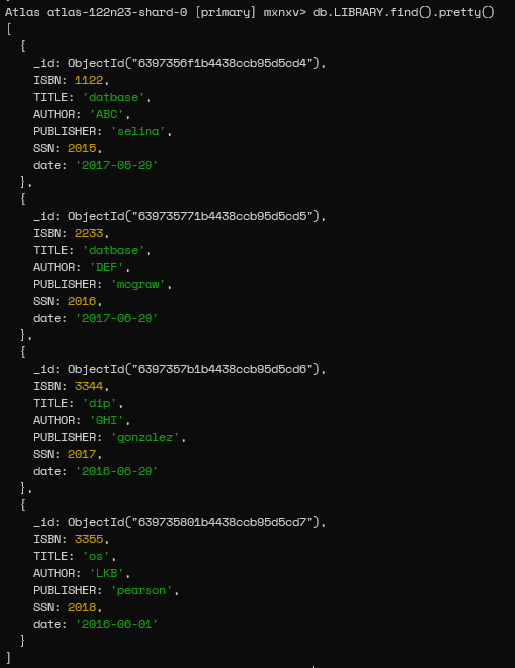 Atlas atlas-122n23-shard-0 [primary] mxnxv> db.LIBRARY.find().pretty()
[
  {
    _id: ObjectId("6397356f1b4438ccb95d5cd4"),
    ISBN: 1122,
    TITLE: 'datbase',
    AUTHOR: 'ABC',
    PUBLISHER: 'selina',
    SSN: 2015,
    date: '2017-05-29'
  },
  {
    _id: ObjectId("639735771b4438ccb95d5cd5"),
    ISBN: 2233,
    TITLE: 'datbase',
    AUTHOR: 'DEF',
    PUBLISHER: 'mcgraw',
    SSN: 2016,
    date: '2017-06-29'
  },
  {
    _id: ObjectId("6397357b1b4438ccb95d5cd6"),
    ISBN: 3344,
    TITLE: 'dip',
    AUTHOR: 'GHI',
    PUBLISHER: 'gonzalez',
    SSN: 2017,
    date: '2016-06-29'
  },
  {
    _id: ObjectId("639735801b4438ccb95d5cd7"),
    ISBN: 3355,
    TITLE: 'os',
    AUTHOR: 'LKB',
    PUBLISHER: 'pearson',
    SSN: 2018,
    date: '2016-06-01'
  }
]